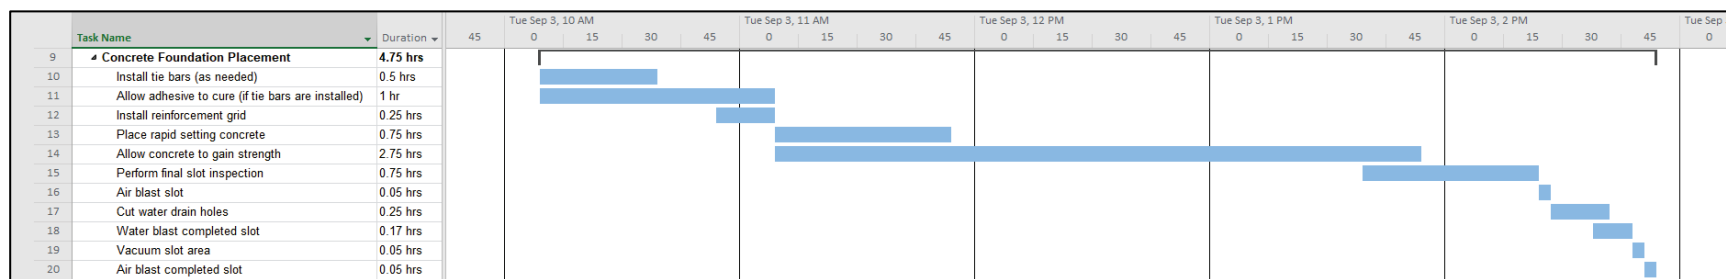 Tue Sep 3, 10 AM Tue Sep 3, 11 AM Tue Sep 3, 12 PM Tue Sep 3, 1 PM Tue Sep 3, 2 PM Tue Sep
Task Name Duration 45 0 15 30 45 0 15 30 45 0 15 30 45 0 15 30 45 0 15 30 45 0
9 Concrete Foundation Placement 4.75 hrs
10 Install tie bars (as needed) 0.5 hrs
11 Allow adhesive to cure (if tie bars are installed) 1 hr
12 Install reinforcement grid 0.25 hrs
13 Place rapid setting concrete 0.75 hrs
14 Allow concrete to gain strength 2.75 hrs
15 Perform final slot inspection 0.75 hrs
16 Air blast slot 0.05 hrs
17 Cut water drain holes 0.25 hrs
18 Water blast completed slot 0.17 hrs
19 Vacuum slot area 0.05 hrs
20 Air blast completed slot 0.05 hrs